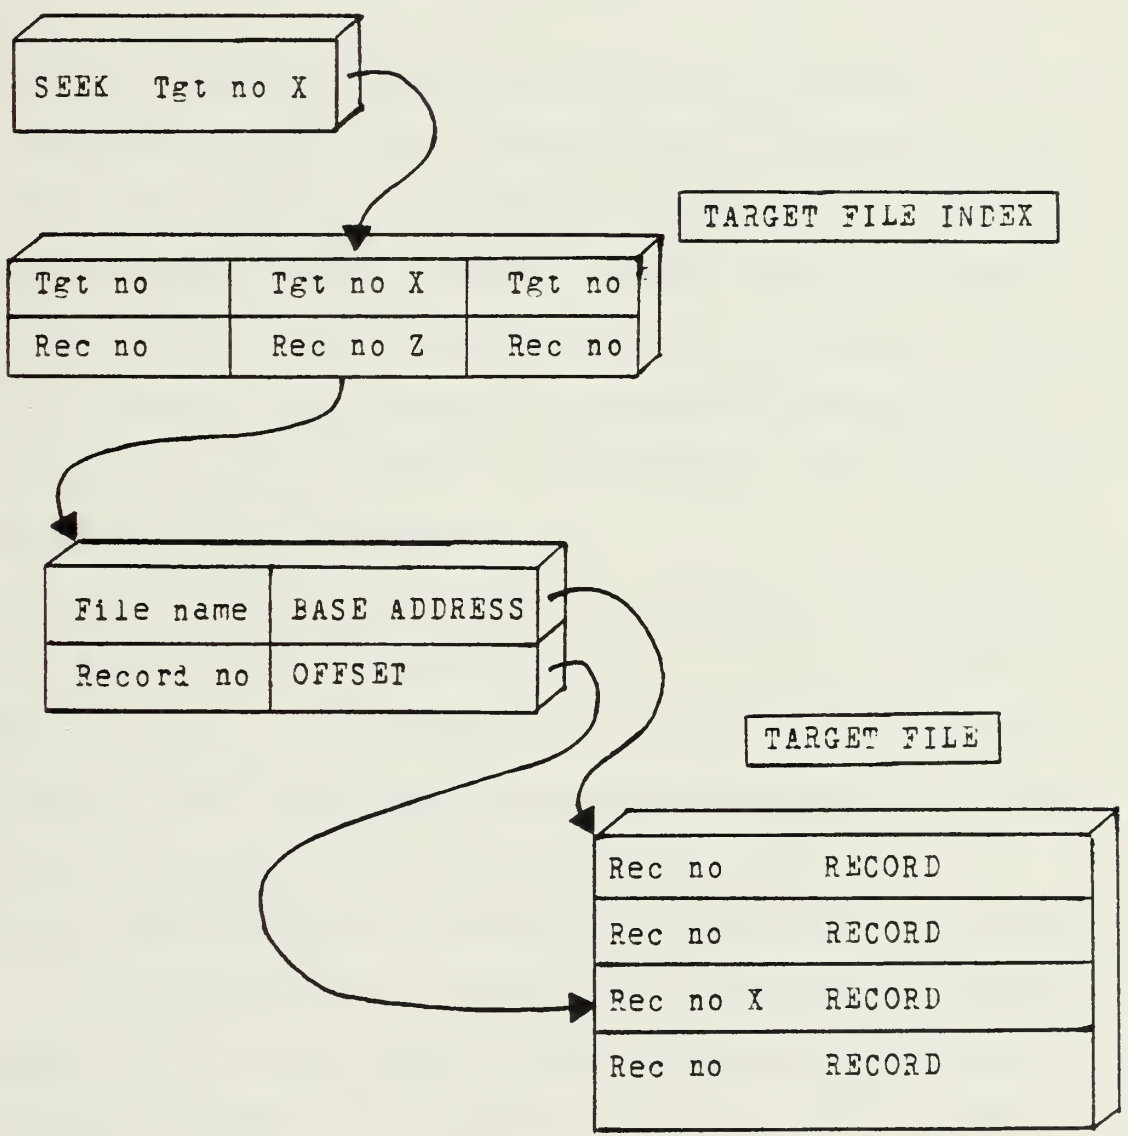 SEEK Tgt no X
TARGET FILE INDEX
Tgt no Tgt no X Tgt no
Rec no Rec no Z Rec no
File name BASE ADDRESS
Record no OFFSET
TARGET FILE
Rec no RECORD
Rec no RECORD
Rec no X RECORD
Rec no RECORD